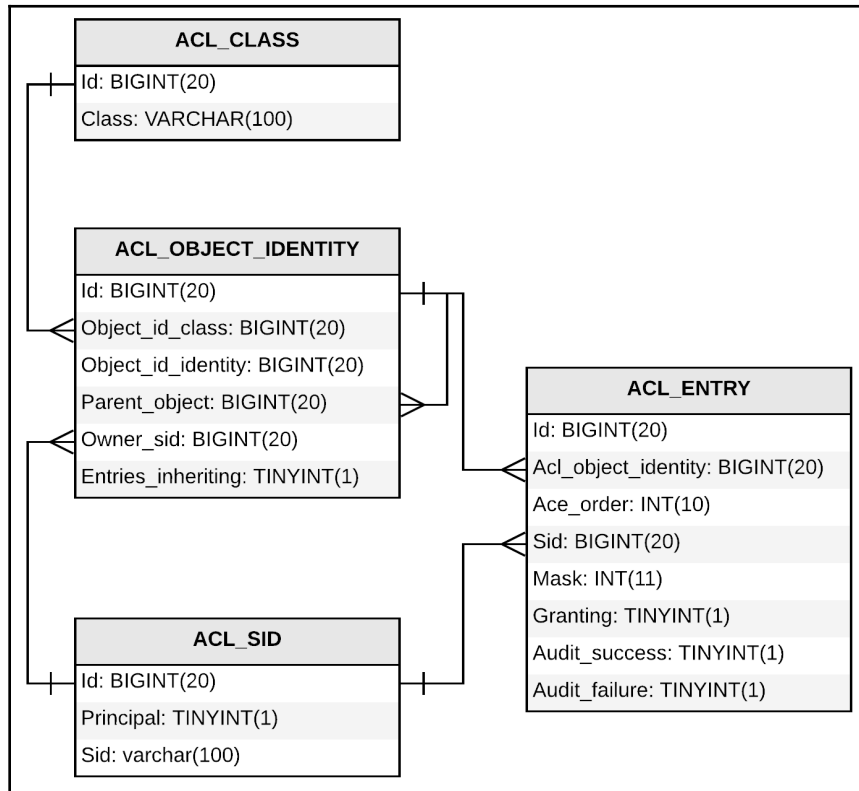 ACL_CLASS
Id: BIGINT(20)
Class: VARCHAR(100)
ACL_OBJECT_IDENTITY
Id: BIGINT(20)
Object_id_class: BIGINT(20)
Object_id_identity: BIGINT(20)
Parent_object: BIGINT(20)
Owner_sid: BIGINT(20)
Entries_inheriting: TINYINT(1)
ACL_ENTRY
Id: BIGINT(20)
Acl_object_identity: BIGINT(20)
Ace_order: INT(10)
Sid: BIGINT(20)
Mask: INT(11)
Granting: TINYINT(1)
Audit_success: TINYINT(1)
Audit_failure: TINYINT(1)
ACL_SID
Id: BIGINT(20)
Principal: TINYINT(1)
Sid: varchar(100)